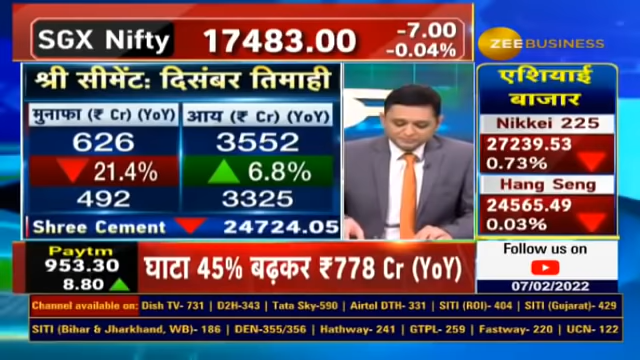 SGX Nifty 17483.00 -7.00
-0.04%
ZEEBUSINESS
श्री सीमेंट: दिसंबर तिमाही
मुनाफा (₹ Cr) (YoY) आय (₹ Cr) (YoY)
626 3552
21.4% 6.8%
492 3325
Shree Cement 24724.05
एशियाई
बाजार
Nikkei 225
27239.53
0.73%
Hang Seng
24565.49
0.03%
Paytm
953.30
8.80
घाटा 45% बढ़कर ₹778 Cr (YoY)
Follow us on
07/02/2022
Channel available on: Dish TV- 731 | D2H-343 | Tata Sky-590 | Airtel DTH- 331 | SITI (ROI)- 404 | SITI (Gujarat)- 429
SITI (Bihar & Jharkhand, WB)- 186 | DEN-355/356 | Hathway- 241 | GTPL- 259 | Fastway- 220 | UCN- 122